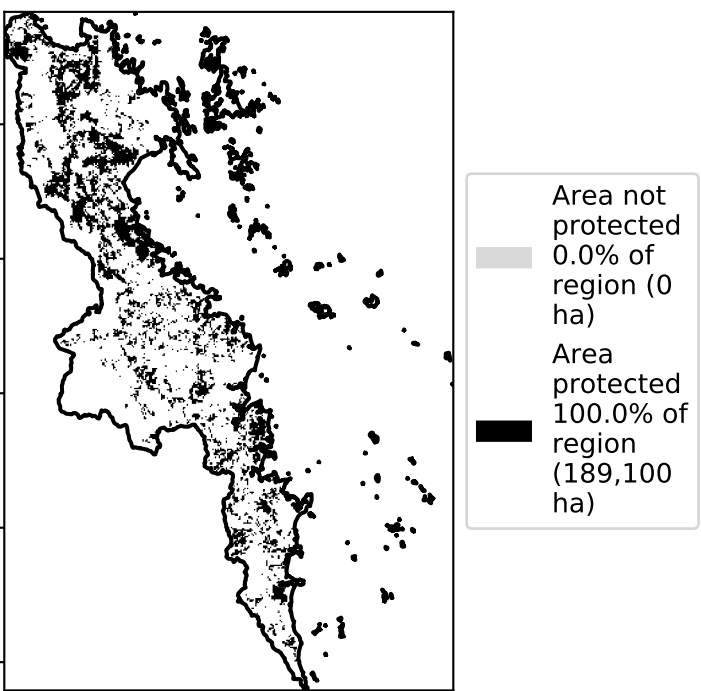 Area not
protected
0.0% of
region (0
ha)
Area
protected
100.0% of
region
(189,100
ha)